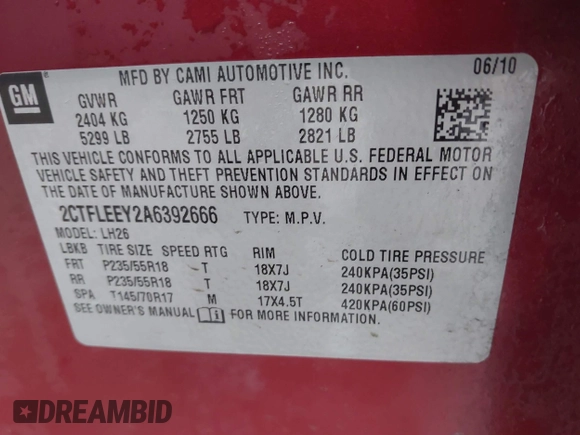 GM
MFD BY CAMI AUTOMOTIVE INC.
06/10
GVWR GAWR FRT GAWR RR
2404 KG 1250 KG 1280 KG
5299 LB 2755 LB 2821 LB
THIS VEHICLE CONFORMS TO ALL APPLICABLE U.S. FEDERAL MOTOR
VEHICLE SAFETY AND THEFT PREVENTION STANDARDS IN EFFECT ON
THE DATE OF MANUFACTURE SHOWN ABOVE.
2CTFLEEY2A6392666 TYPE: M.P.V.
MODEL: LH26
LBKB TIRE SIZE SPEED RTG RIM COLD TIRE PRESSURE
FRT P235/55R18 T 18X7J 240KPA(35PSI)
RR P235/55R18 T 18X7J 240KPA(35PSI)
SPA T145/70R17 M 17X4.5T 420KPA(60PSI)
SEE OWNER'S MANUAL FOR MORE INFORMATION.
DREAMBID